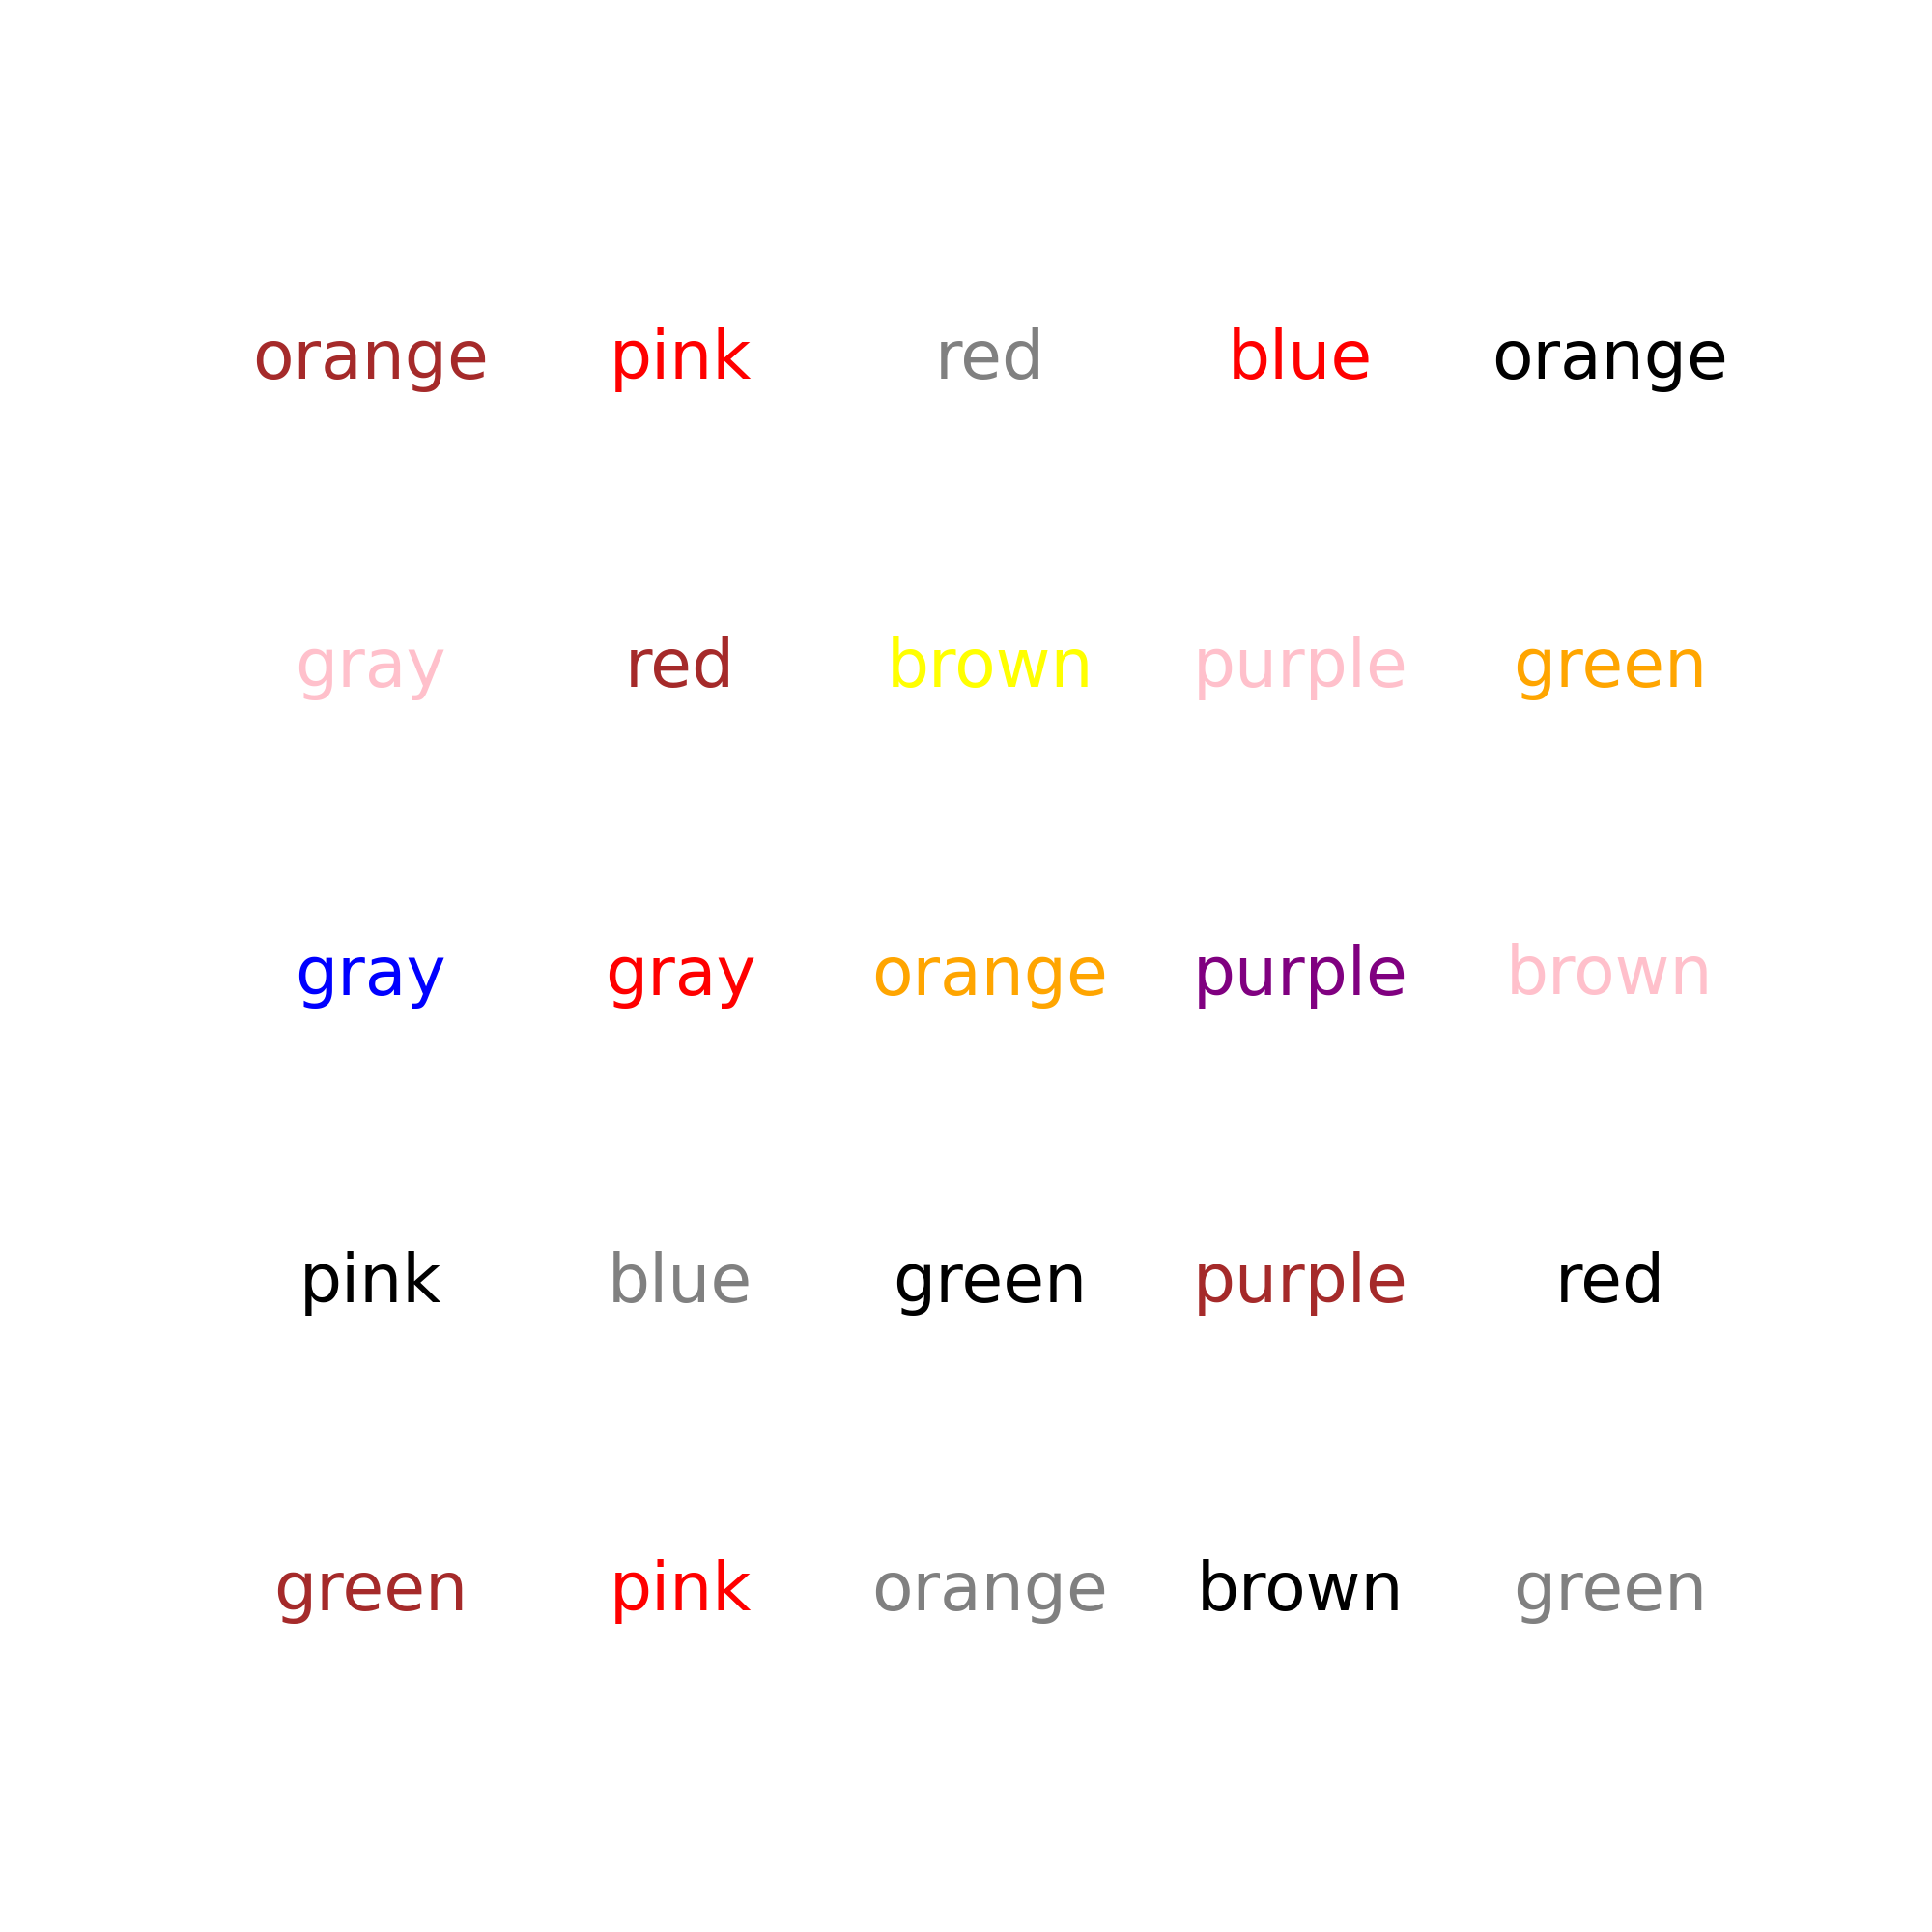 orange pink red blue orange
gray red brown purple green
gray gray orange purple brown
pink blue green purple red
green pink orange brown green